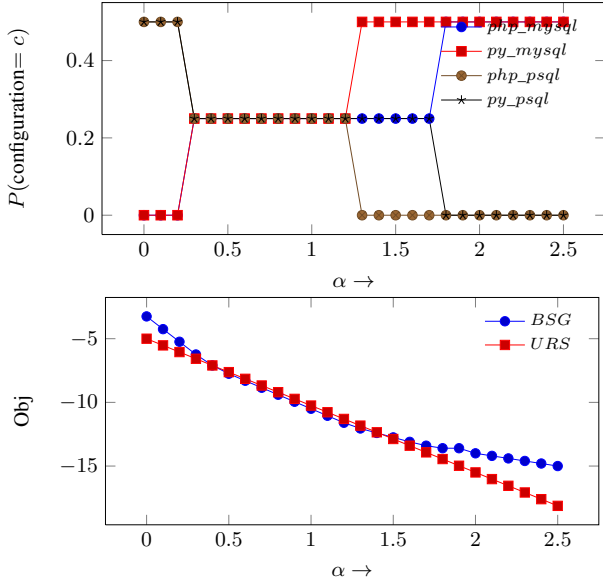 P(configuration= c)
0.4
0.2
0
php_mysql
py_mysql
php_psql
py_psql
0 0.5 1 1.5 2 2.5
α →
Obj
−5
−10
−15
BSG
URS
0 0.5 1 1.5 2 2.5
α →